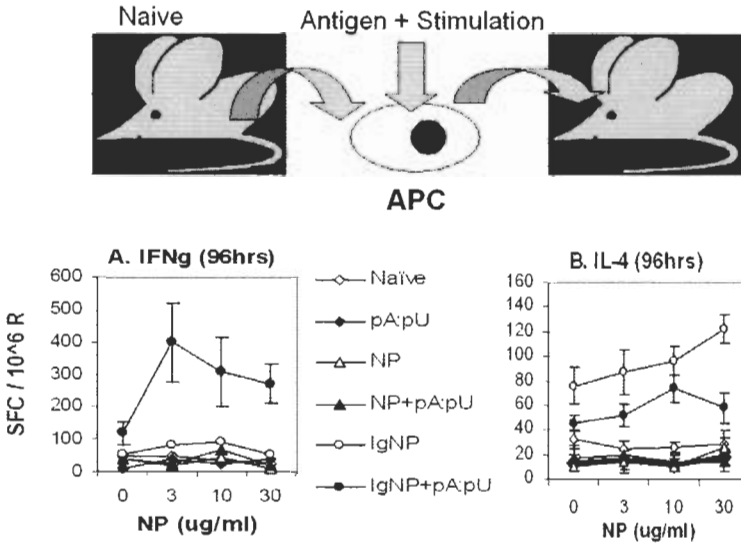 Naive
Antigen + Stimulation
APC
A. IFNg (96hrs)
SFC / 10^6 R
600
500
400
300
200
100
0
0 3 10 30
NP (ug/ml)
Naïve
pA:pU
NP
NP+pA:pU
IgNP
IgNP+pA:pU
B. IL-4 (96hrs)
160
140
120
100
80
60
40
20
0
0 3 10 30
NP (ug/ml)